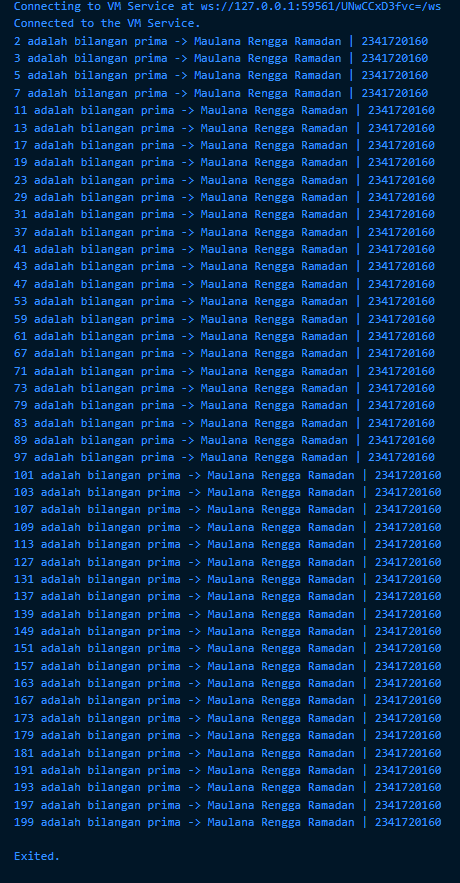 Connecting to VM Service at ws://127.0.0.1:59561/UNwCCxD3fvc=/ws
Connected to the VM Service.
2 adalah bilangan prima -> Maulana Rengga Ramadan | 2341720160
3 adalah bilangan prima -> Maulana Rengga Ramadan | 2341720160
5 adalah bilangan prima -> Maulana Rengga Ramadan | 2341720160
7 adalah bilangan prima -> Maulana Rengga Ramadan | 2341720160
11 adalah bilangan prima -> Maulana Rengga Ramadan | 2341720160
13 adalah bilangan prima -> Maulana Rengga Ramadan | 2341720160
17 adalah bilangan prima -> Maulana Rengga Ramadan | 2341720160
19 adalah bilangan prima -> Maulana Rengga Ramadan | 2341720160
23 adalah bilangan prima -> Maulana Rengga Ramadan | 2341720160
29 adalah bilangan prima -> Maulana Rengga Ramadan | 2341720160
31 adalah bilangan prima -> Maulana Rengga Ramadan | 2341720160
37 adalah bilangan prima -> Maulana Rengga Ramadan | 2341720160
41 adalah bilangan prima -> Maulana Rengga Ramadan | 2341720160
43 adalah bilangan prima -> Maulana Rengga Ramadan | 2341720160
47 adalah bilangan prima -> Maulana Rengga Ramadan | 2341720160
53 adalah bilangan prima -> Maulana Rengga Ramadan | 2341720160
59 adalah bilangan prima -> Maulana Rengga Ramadan | 2341720160
61 adalah bilangan prima -> Maulana Rengga Ramadan | 2341720160
67 adalah bilangan prima -> Maulana Rengga Ramadan | 2341720160
71 adalah bilangan prima -> Maulana Rengga Ramadan | 2341720160
73 adalah bilangan prima -> Maulana Rengga Ramadan | 2341720160
79 adalah bilangan prima -> Maulana Rengga Ramadan | 2341720160
83 adalah bilangan prima -> Maulana Rengga Ramadan | 2341720160
89 adalah bilangan prima -> Maulana Rengga Ramadan | 2341720160
97 adalah bilangan prima -> Maulana Rengga Ramadan | 2341720160
101 adalah bilangan prima -> Maulana Rengga Ramadan | 2341720160
103 adalah bilangan prima -> Maulana Rengga Ramadan | 2341720160
107 adalah bilangan prima -> Maulana Rengga Ramadan | 2341720160
109 adalah bilangan prima -> Maulana Rengga Ramadan | 2341720160
113 adalah bilangan prima -> Maulana Rengga Ramadan | 2341720160
127 adalah bilangan prima -> Maulana Rengga Ramadan | 2341720160
131 adalah bilangan prima -> Maulana Rengga Ramadan | 2341720160
137 adalah bilangan prima -> Maulana Rengga Ramadan | 2341720160
139 adalah bilangan prima -> Maulana Rengga Ramadan | 2341720160
149 adalah bilangan prima -> Maulana Rengga Ramadan | 2341720160
151 adalah bilangan prima -> Maulana Rengga Ramadan | 2341720160
157 adalah bilangan prima -> Maulana Rengga Ramadan | 2341720160
163 adalah bilangan prima -> Maulana Rengga Ramadan | 2341720160
167 adalah bilangan prima -> Maulana Rengga Ramadan | 2341720160
173 adalah bilangan prima -> Maulana Rengga Ramadan | 2341720160
179 adalah bilangan prima -> Maulana Rengga Ramadan | 2341720160
181 adalah bilangan prima -> Maulana Rengga Ramadan | 2341720160
191 adalah bilangan prima -> Maulana Rengga Ramadan | 2341720160
193 adalah bilangan prima -> Maulana Rengga Ramadan | 2341720160
197 adalah bilangan prima -> Maulana Rengga Ramadan | 2341720160
199 adalah bilangan prima -> Maulana Rengga Ramadan | 2341720160
Exited.